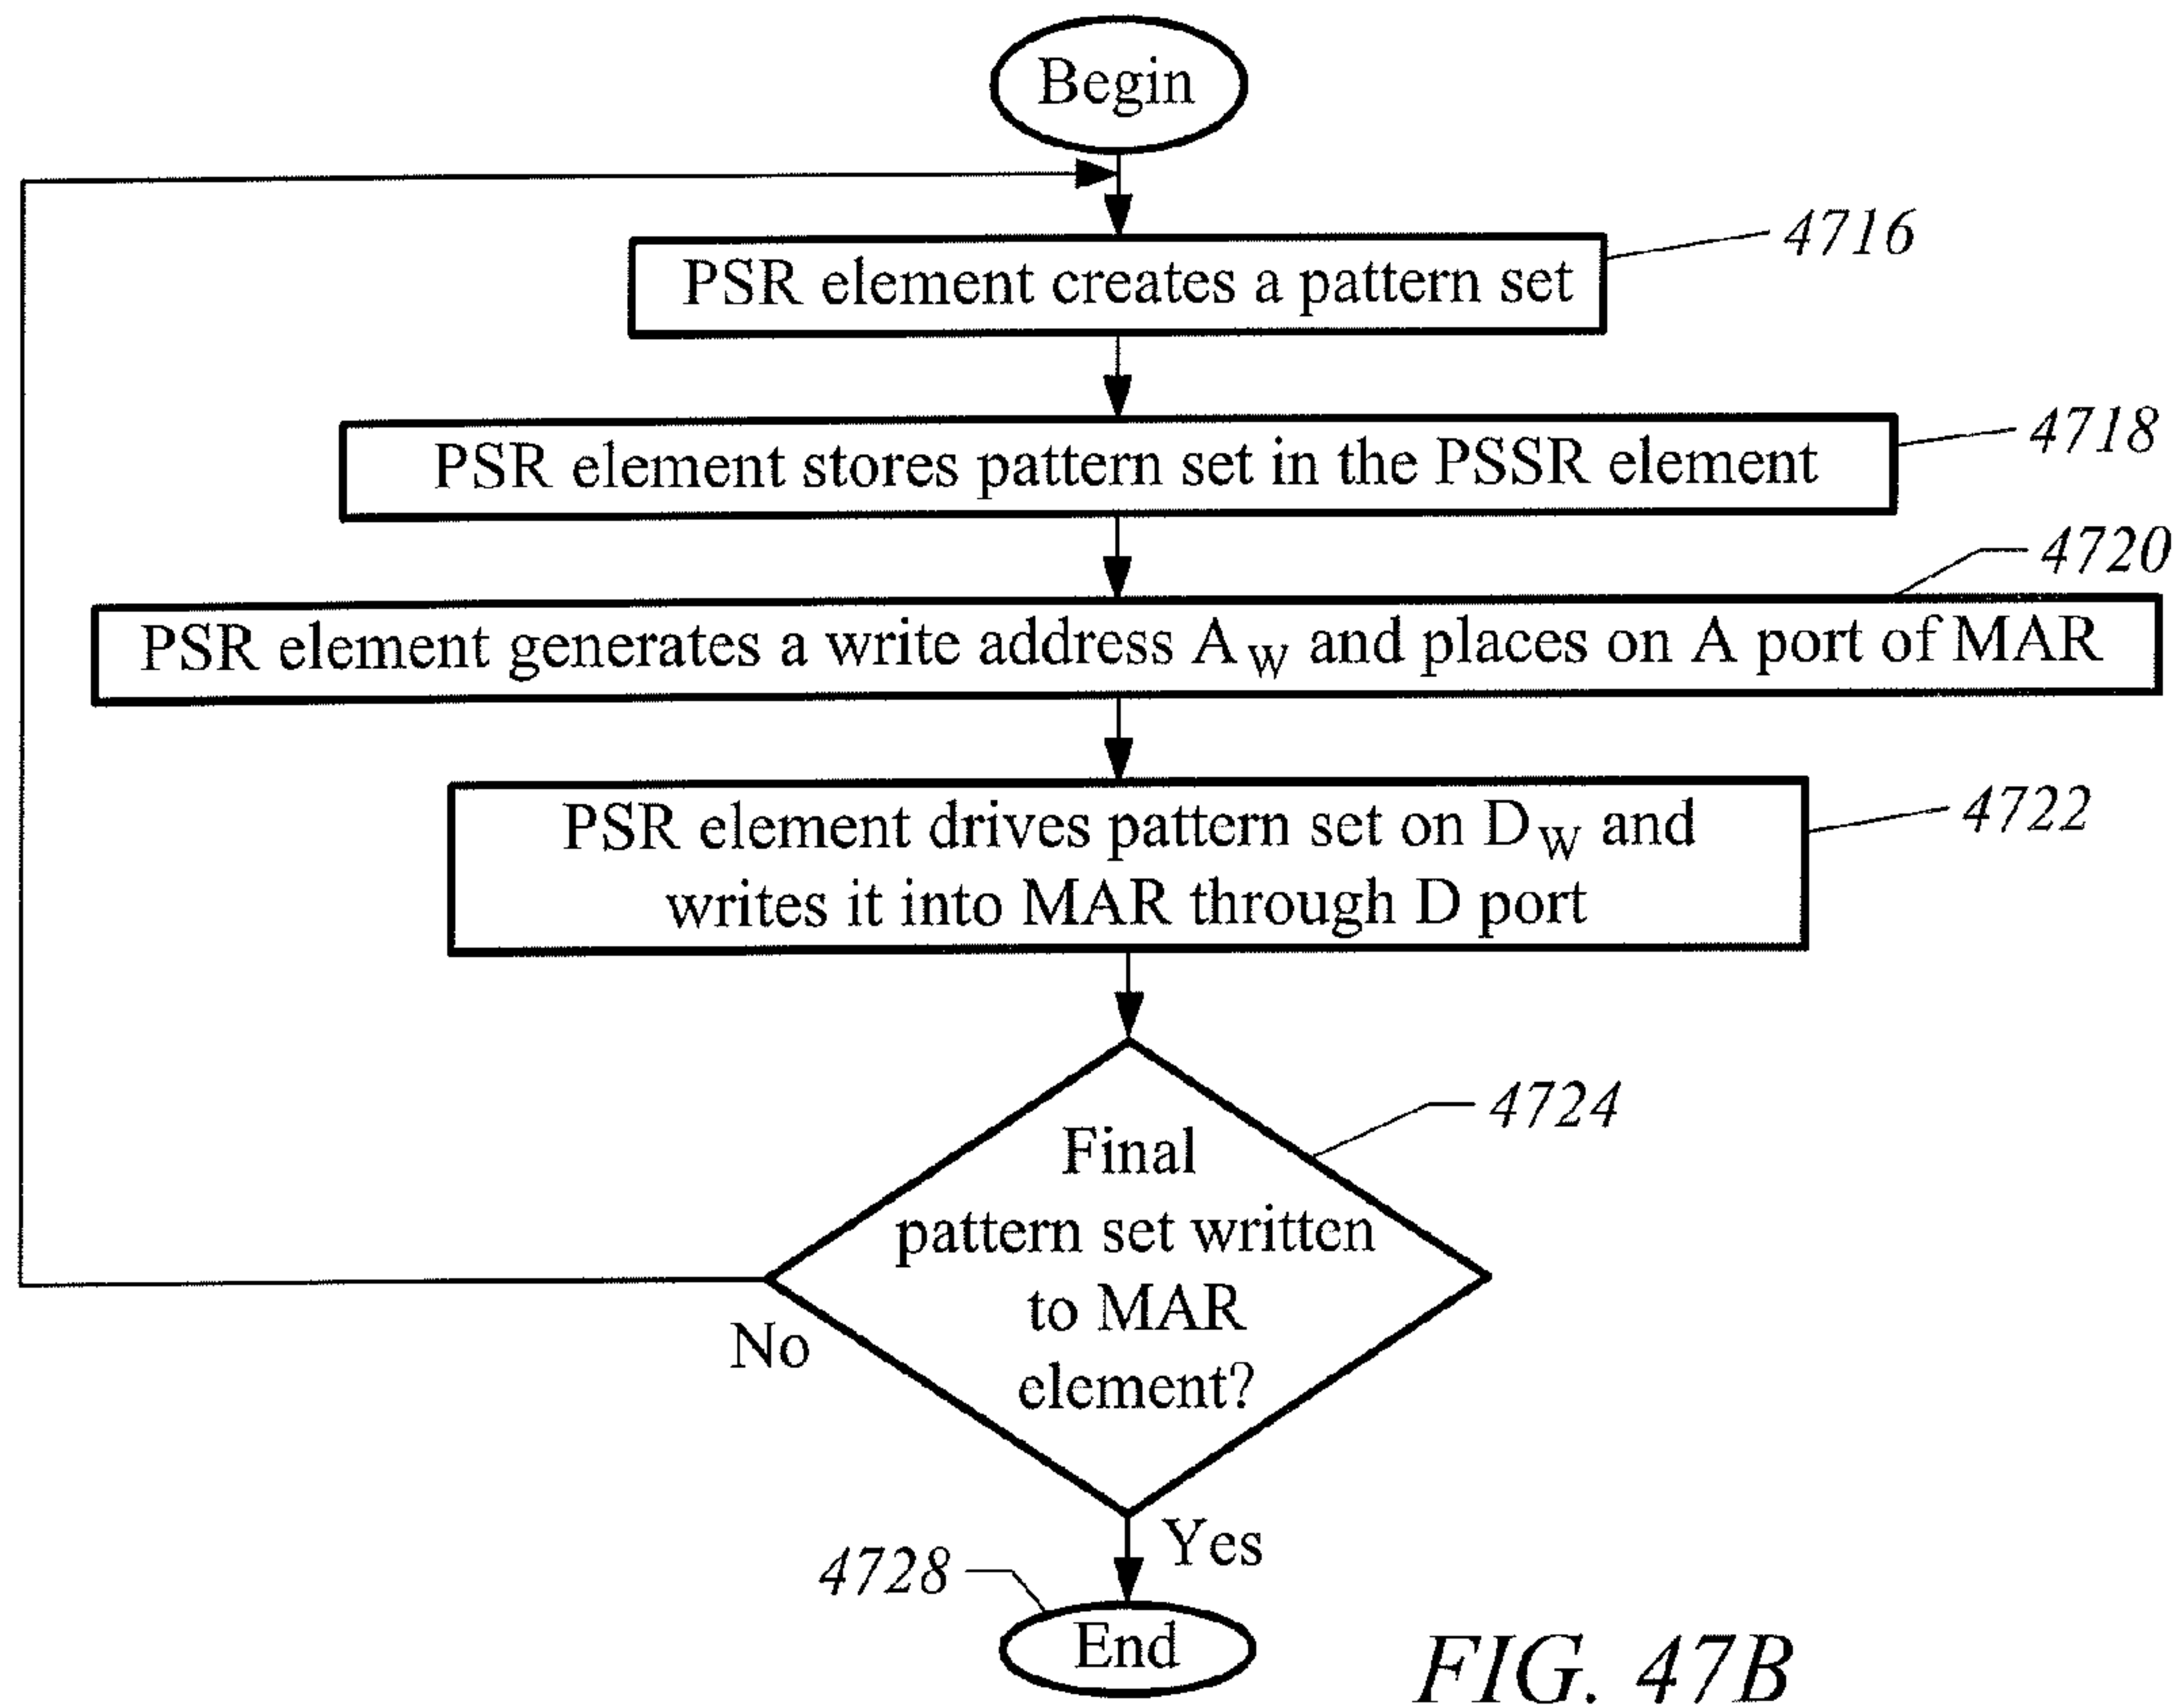 Begin
4716
PSR element creates a pattern set
4718
PSR element stores pattern set in the PSSR element
4720
PSR element generates a write address A W and places on A port of MAR
PSR element drives pattern set on D W and
4722
writes it into MAR through D port
4724
Final
pattern set written
to MAR
element?
No
Yes
4728
End
FIG. 47B